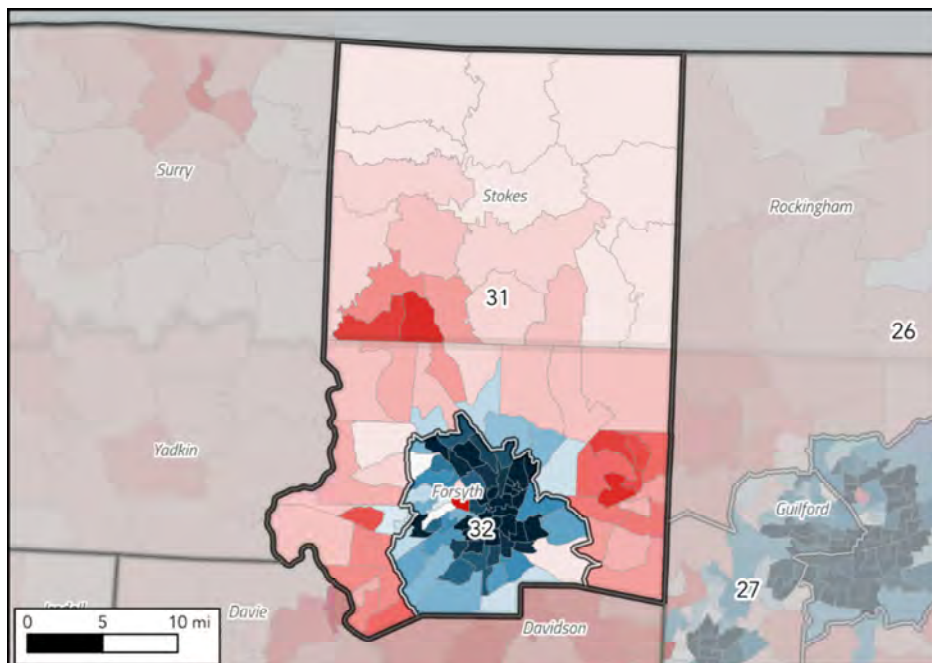 Surry
Stokes
Rockingham
31
26
Yadkin
Forsyth
32
Guilford
27
Davie
Davidson
0 5 10 mi